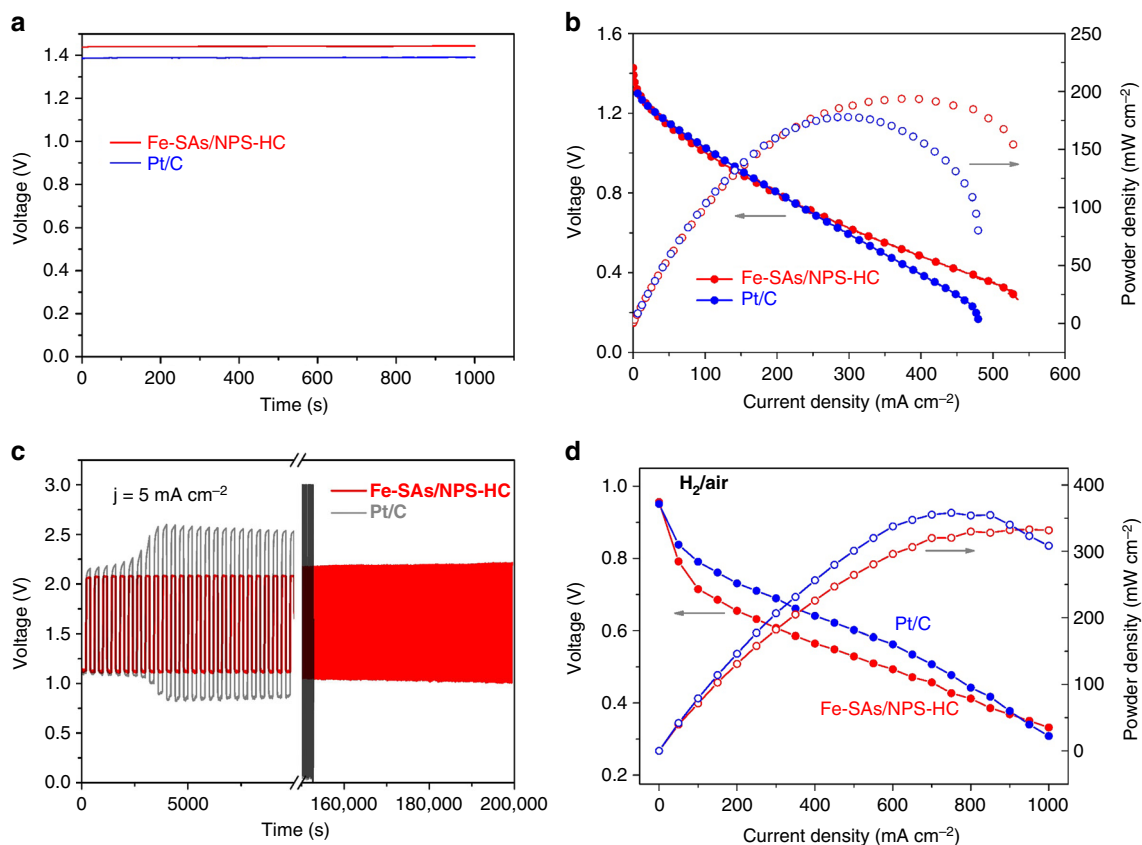 a
1.4
1.2
1.0
0.8
0.6
0.4
0.2
0.0
Voltage (V)
Fe-SAs/NPS-HC
Pt/C
0 200 400 600 800 1000
Time (s)
b
1.6
1.2
0.8
0.4
0.0
Voltage (V)
Fe-SAs/NPS-HC
Pt/C
250
200
150
100
50
0
Powder density (mW cm⁻²)
0 100 200 300 400 500 600
Current density (mA cm⁻²)
c
3.0
2.5
2.0
1.5
1.0
0.5
0.0
Voltage (V)
j = 5 mA cm⁻²
Fe-SAs/NPS-HC
Pt/C
0 5000 160,000 180,000 200,000
Time (s)
d
1.0
0.8
0.6
0.4
0.2
Voltage (V)
H₂/air
Pt/C
Fe-SAs/NPS-HC
400
300
200
100
0
Powder density (mW cm⁻²)
0 200 400 600 800 1000
Current density (mA cm⁻²)